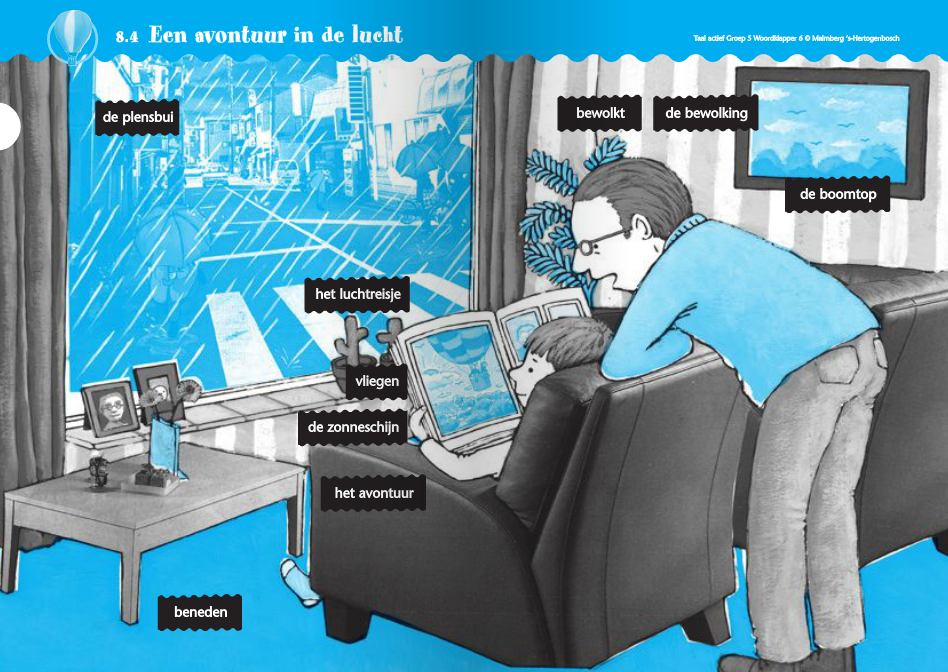 8.4 Een avontuur in de lucht
Taal actief Groep 3 Woordklapper 6 © Malmberg 's-Hertogenbosch
de plensbui
bewolkt
de bewolking
de boomtop
het luchtreisje
vliegen
de zonneschijn
het avontuur
beneden